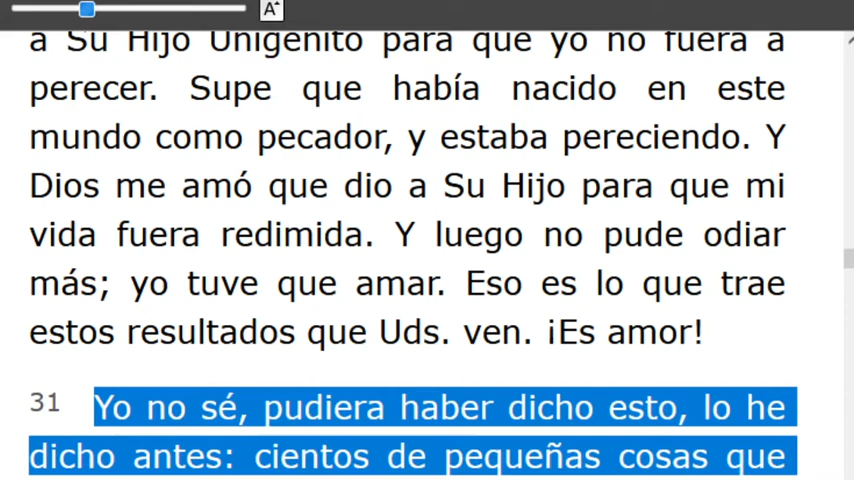 A
a Su Hijo Unigénito para que yo no fuera a
perecer. Supe que había nacido en este
mundo como pecador, y estaba pereciendo. Y
Dios me amó que dio a Su Hijo para que mi
vida fuera redimida. Y luego no pude odiar
más; yo tuve que amar. Eso es lo que trae
estos resultados que Uds. ven. ¡Es amor!
31 Yo no sé, pudiera haber dicho esto, lo he
dicho antes: cientos de pequeñas cosas que